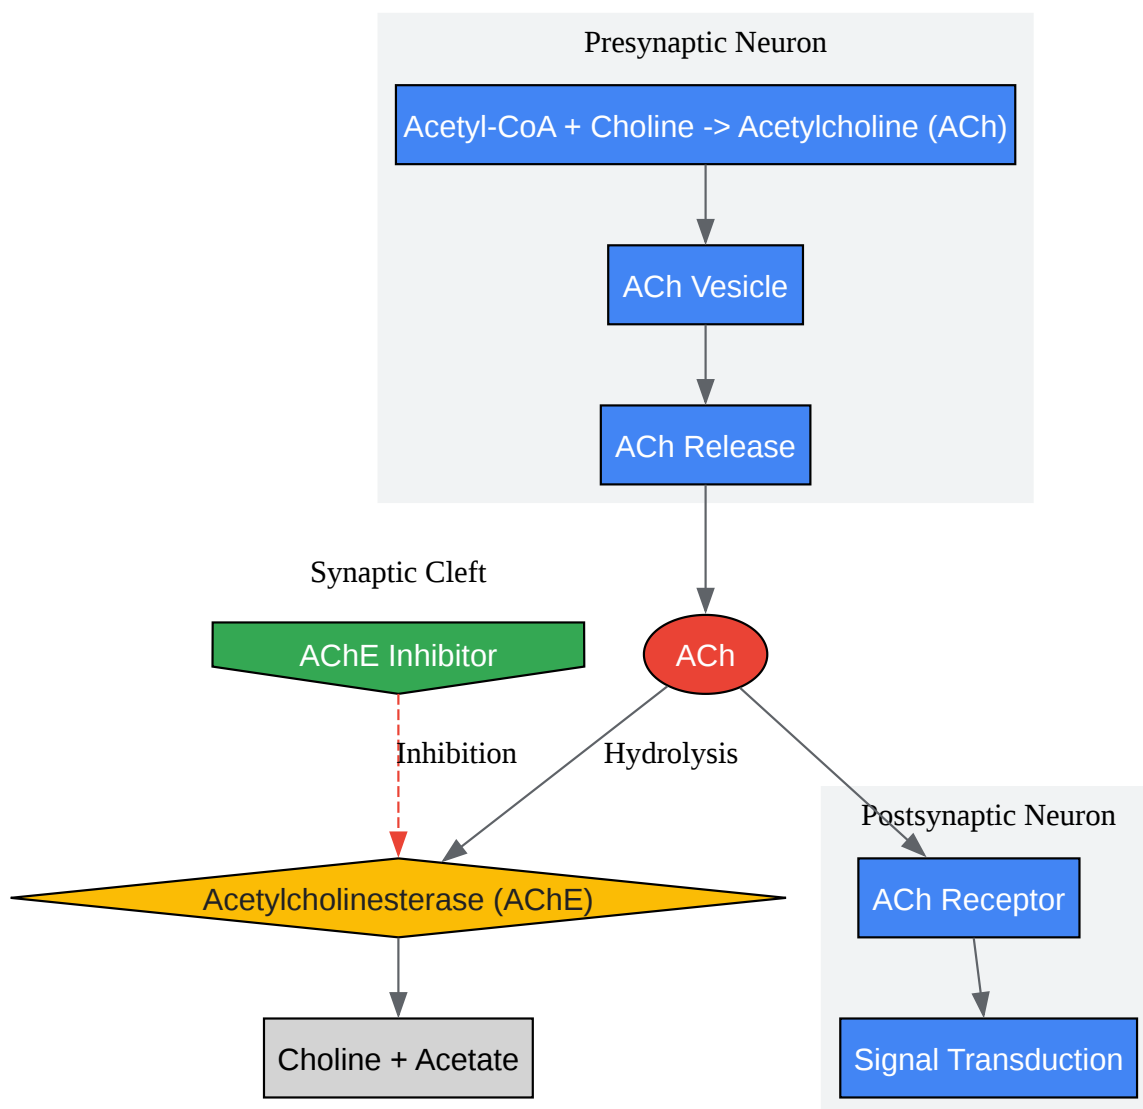 Presynaptic Neuron
Acetyl-CoA + Choline -> Acetylcholine (ACh)
ACh Vesicle
ACh Release
Synaptic Cleft
AChE Inhibitor
ACh
Inhibition
Hydrolysis
Postsynaptic Neuron
Acetylcholinesterase (AChE)
ACh Receptor
Choline + Acetate
Signal Transduction